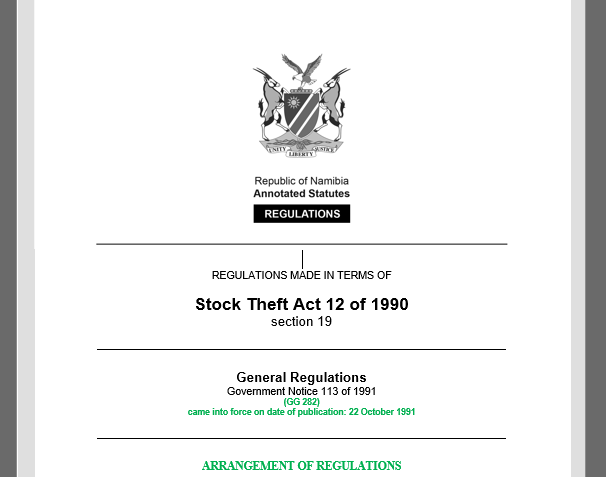 UNITY LIBERTY JUSTICE
Republic of Namibia
Annotated Statutes
REGULATIONS
REGULATIONS MADE IN TERMS OF
Stock Theft Act 12 of 1990
section 19
General Regulations
Government Notice 113 of 1991
(GG 282)
came into force on date of publication: 22 October 1991
ARRANGEMENT OF REGULATIONS